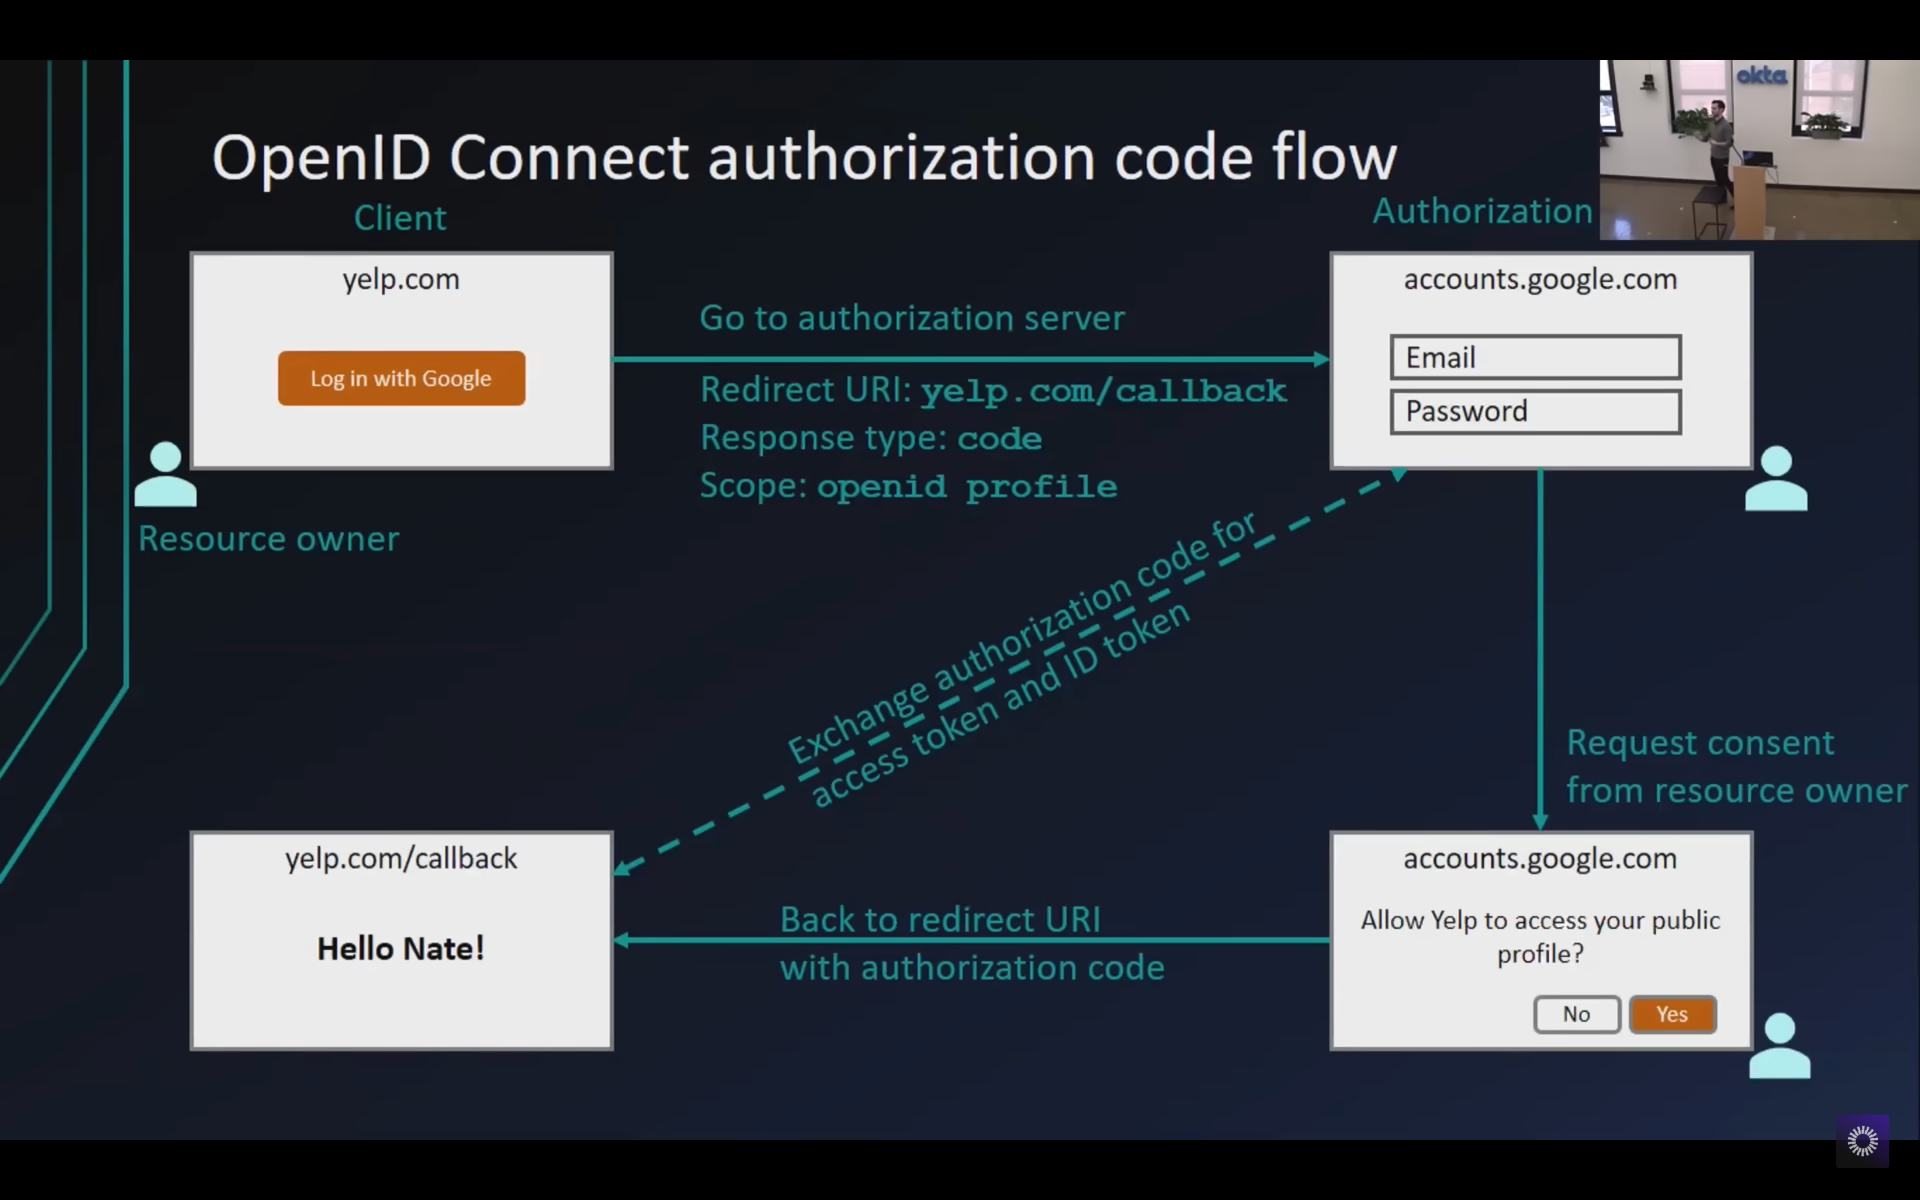 okta
OpenID Connect authorization code flow
Client
Authorization
yelp.com
Log in with Google
Go to authorization server
Redirect URI: yelp.com/callback
Response type: code
Scope: openid profile
accounts.google.com
Email
Password
Resource owner
Exchange authorization code for
access token and ID token
Request consent
from resource owner
yelp.com/callback
Hello Nate!
Back to redirect URI
with authorization code
accounts.google.com
Allow Yelp to access your public
profile?
No
Yes